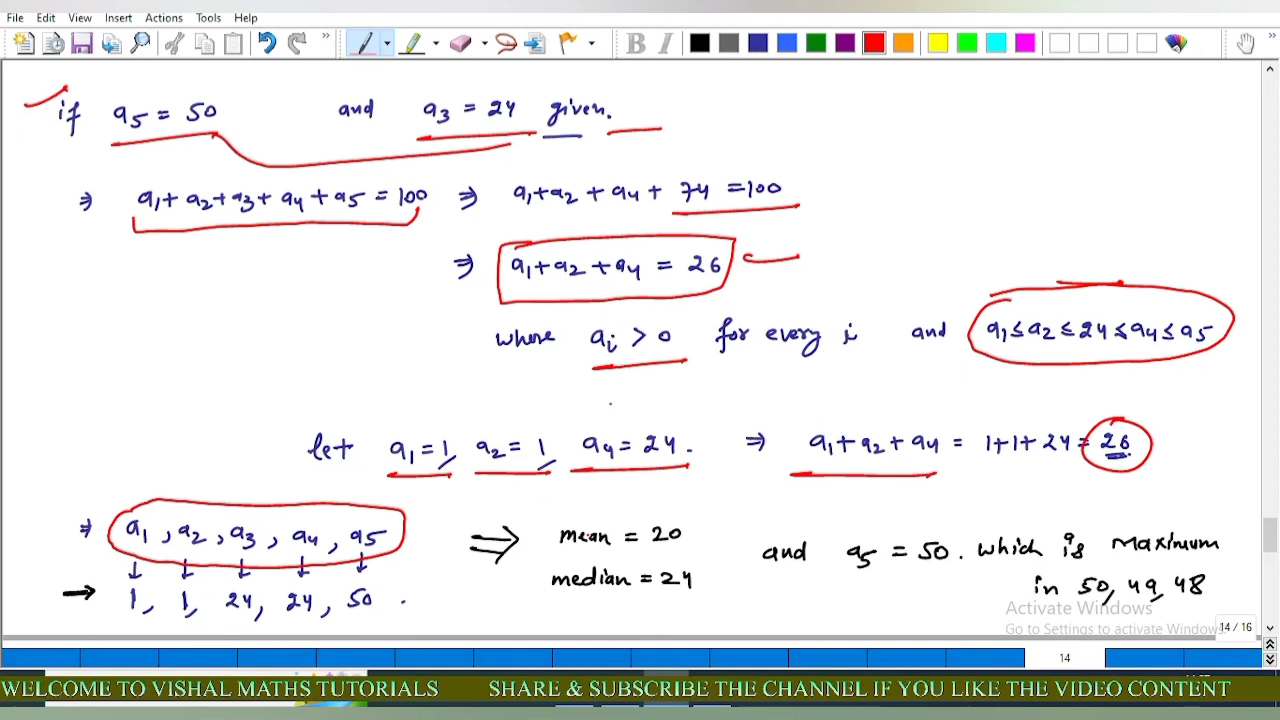 File Edit View Insert Actions Tools Help
if a5 = 50 and a3 = 24 given.
⇒ a1 + a2 + a3 + a4 + a5 = 100 ⇒ a1 + a2 + a4 + 74 = 100
⇒ a1 + a2 + a4 = 26
where ai > 0 for every i and a1 ≤ a2 ≤ 24 ≤ a4 ≤ a5
let a1 = 1, a2 = 1, a4 = 24. ⇒ a1 + a2 + a4 = 1+1+24 = 26.
⇒ a1, a2, a3, a4, a5 ⇒ mean = 20
median = 24
and a5 = 50. which is maximum
in 50, 49, 48
→ 1, 1, 24, 24, 50.
Activate Windows
Go to Settings to activate Windows.
14 / 16
14
WELCOME TO VISHAL MATHS TUTORIALS SHARE & SUBSCRIBE THE CHANNEL IF YOU LIKE THE VIDEO CONTENT